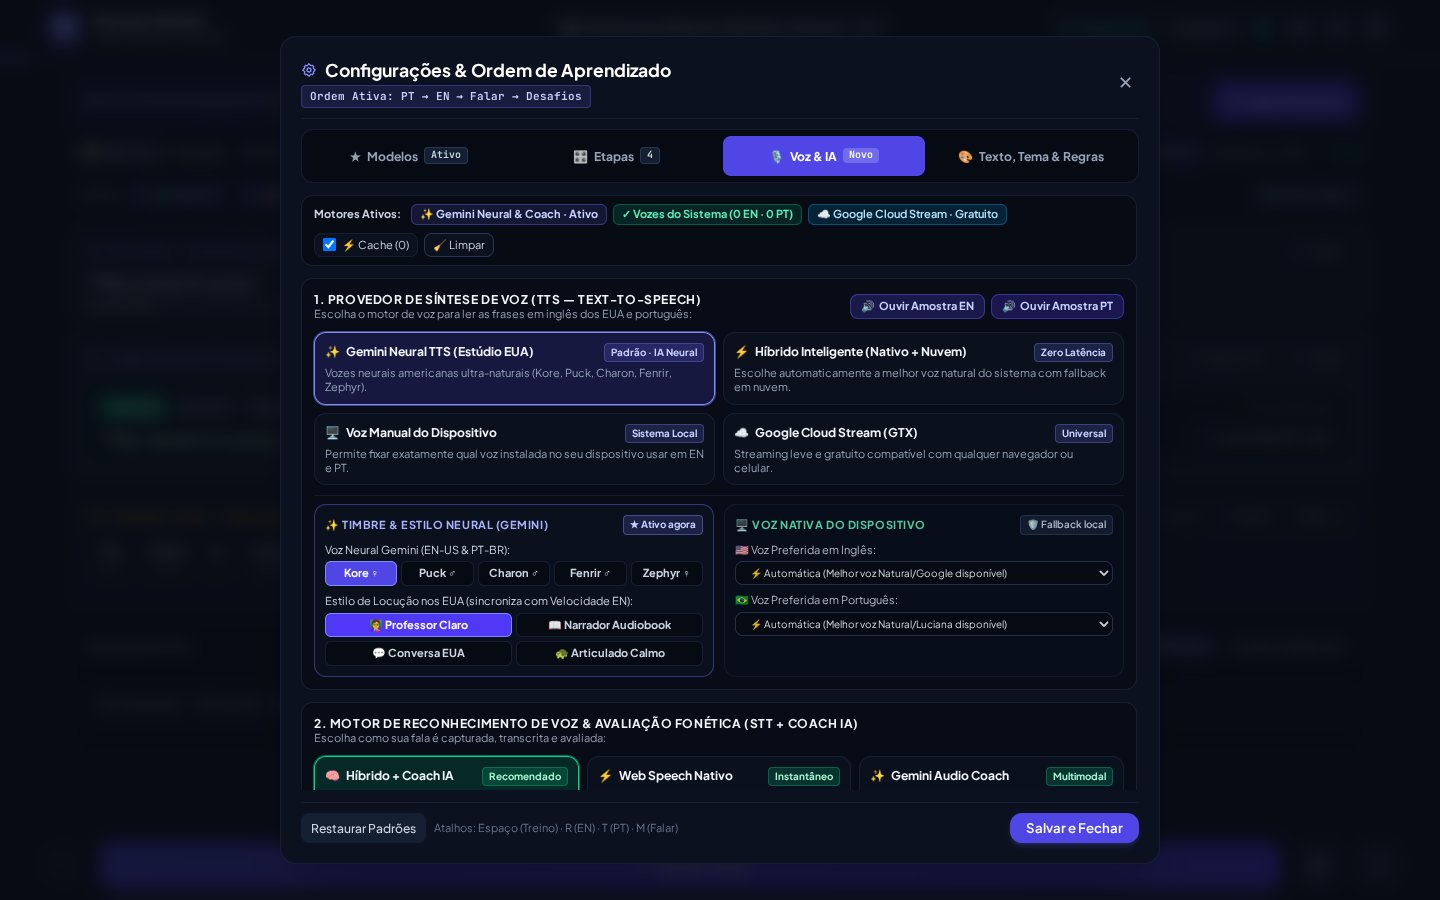 Configurações & Ordem de Aprendizado
Ordem Ativa: PT → EN → Falar → Desafios
✕
★ Modelos Ativo
🎛️ Etapas 4
🎙️ Voz & IA Novo
🎨 Texto, Tema & Regras
Motores Ativos: ✨ Gemini Neural & Coach · Ativo ✓ Vozes do Sistema (0 EN · 0 PT) ☁️ Google Cloud Stream · Gratuito
⚡ Cache (0) 🧹 Limpar
1. PROVEDOR DE SÍNTESE DE VOZ (TTS — TEXT-TO-SPEECH)
Escolha o motor de voz para ler as frases em inglês dos EUA e português:
🔊 Ouvir Amostra EN 🔊 Ouvir Amostra PT
✨ Gemini Neural TTS (Estúdio EUA) Padrão · IA Neural
Vozes neurais americanas ultra-naturais (Kore, Puck, Charon, Fenrir,
Zephyr).
⚡ Híbrido Inteligente (Nativo + Nuvem) Zero Latência
Escolhe automaticamente a melhor voz natural do sistema com fallback
em nuvem.
🖥️ Voz Manual do Dispositivo Sistema Local
Permite fixar exatamente qual voz instalada no seu dispositivo usar em EN
e PT.
☁️ Google Cloud Stream (GTX) Universal
Streaming leve e gratuito compatível com qualquer navegador ou
celular.
✨ TIMBRE & ESTILO NEURAL (GEMINI) ★ Ativo agora
Voz Neural Gemini (EN-US & PT-BR):
Kore ♀ Puck ♂ Charon ♂ Fenrir ♂ Zephyr ♀
Estilo de Locução nos EUA (sincroniza com Velocidade EN):
👩‍🏫 Professor Claro 📖 Narrador Audiobook
💬 Conversa EUA 🐢 Articulado Calmo
🖥️ VOZ NATIVA DO DISPOSITIVO 🛡️ Fallback local
🇺🇸 Voz Preferida em Inglês:
⚡ Automática (Melhor voz Natural/Google disponível)
🇧🇷 Voz Preferida em Português:
⚡ Automática (Melhor voz Natural/Luciana disponível)
2. MOTOR DE RECONHECIMENTO DE VOZ & AVALIAÇÃO FONÉTICA (STT + COACH IA)
Escolha como sua fala é capturada, transcrita e avaliada:
🧠 Híbrido + Coach IA Recomendado
⚡ Web Speech Nativo Instantâneo
✨ Gemini Audio Coach Multimodal
Restaurar Padrões Atalhos: Espaço (Treino) · R (EN) · T (PT) · M (Falar)
Salvar e Fechar